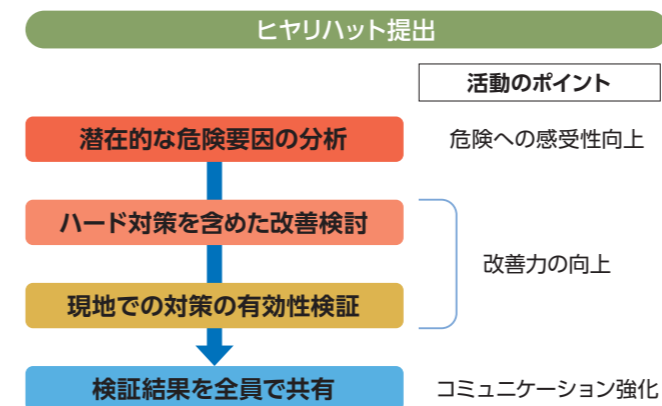 ヒヤリハット提出
活動のポイント
潜在的な危険要因の分析
危険への感受性向上
ハード対策を含めた改善検討
改善力の向上
現地での対策の有効性検証
検証結果を全員で共有
コミュニケーション強化